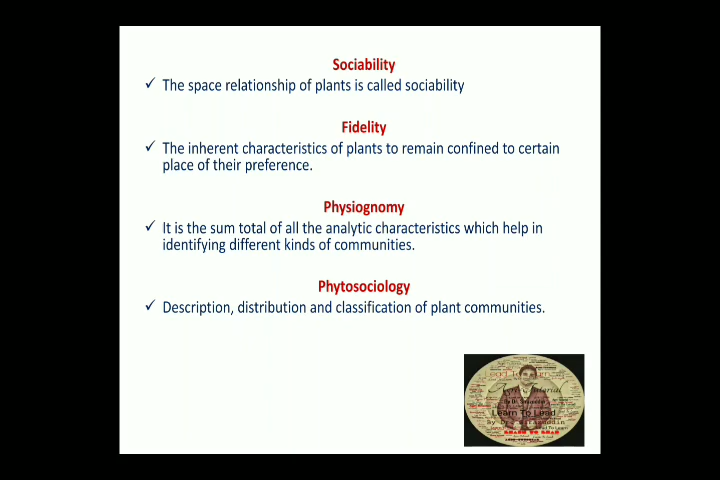 Sociability
✓ The space relationship of plants is called sociability
Fidelity
✓ The inherent characteristics of plants to remain confined to certain
place of their preference.
Physiognomy
✓ It is the sum total of all the analytic characteristics which help in
identifying different kinds of communities.
Phytosociology
✓ Description, distribution and classification of plant communities.
Learn To Lead